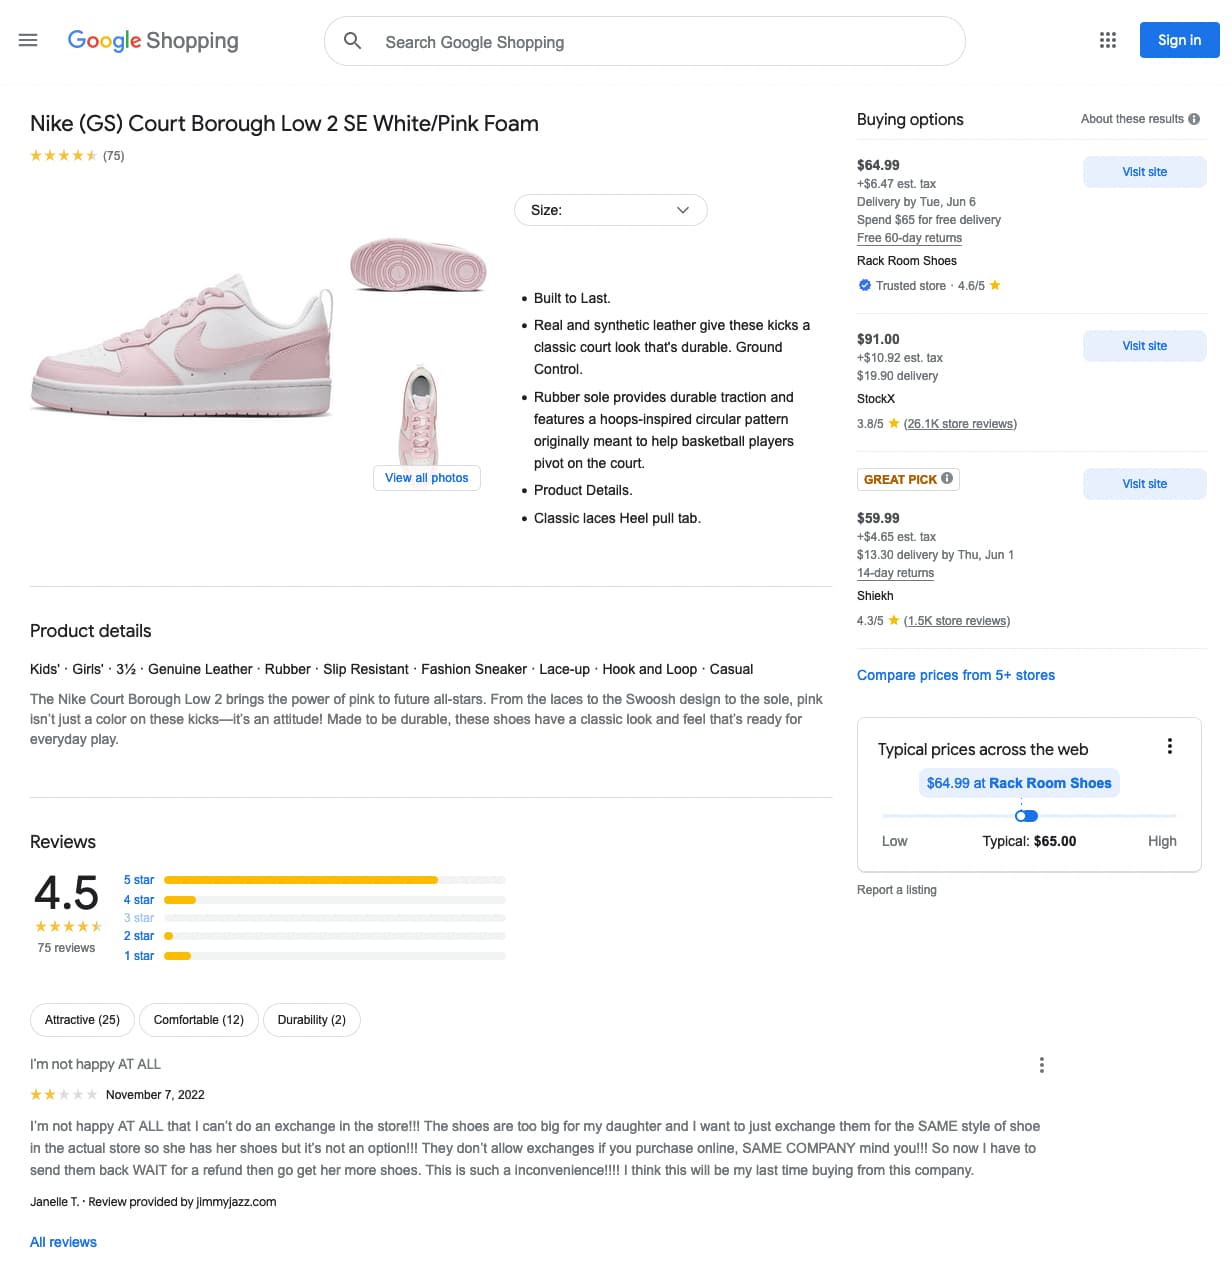 Google Shopping
Search Google Shopping
Sign in
Nike (GS) Court Borough Low 2 SE White/Pink Foam
(75)
Size:
View all photos
• Built to Last.
• Real and synthetic leather give these kicks a
classic court look that's durable. Ground
Control.
• Rubber sole provides durable traction and
features a hoops-inspired circular pattern
originally meant to help basketball players
pivot on the court.
• Product Details.
• Classic laces Heel pull tab.
Product details
Kids' · Girls' · 3½ · Genuine Leather · Rubber · Slip Resistant · Fashion Sneaker · Lace-up · Hook and Loop · Casual
The Nike Court Borough Low 2 brings the power of pink to future all-stars. From the laces to the Swoosh design to the sole, pink
isn't just a color on these kicks—it's an attitude! Made to be durable, these shoes have a classic look and feel that's ready for
everyday play.
Reviews
4.5
75 reviews
5 star
4 star
3 star
2 star
1 star
Attractive (25)
Comfortable (12)
Durability (2)
I'm not happy AT ALL
November 7, 2022
I'm not happy AT ALL that I can't do an exchange in the store!!! The shoes are too big for my daughter and I want to just exchange them for the SAME style of shoe
in the actual store so she has her shoes but it's not an option!!! They don't allow exchanges if you purchase online, SAME COMPANY mind you!!! So now I have to
send them back WAIT for a refund then go get her more shoes. This is such a inconvenience!!!! I think this will be my last time buying from this company.
Janelle T. · Review provided by jimmyjazz.com
All reviews
Buying options
About these results
$64.99
Visit site
+$6.47 est. tax
Delivery by Tue, Jun 6
Spend $65 for free delivery
Free 60-day returns
Rack Room Shoes
Trusted store · 4.6/5
$91.00
Visit site
+$10.92 est. tax
$19.90 delivery
StockX
3.8/5 (26.1K store reviews)
GREAT PICK
Visit site
$59.99
+$4.65 est. tax
$13.30 delivery by Thu, Jun 1
14-day returns
Shiekh
4.3/5 (1.5K store reviews)
Compare prices from 5+ stores
Typical prices across the web
$64.99 at Rack Room Shoes
Low
Typical: $65.00
High
Report a listing